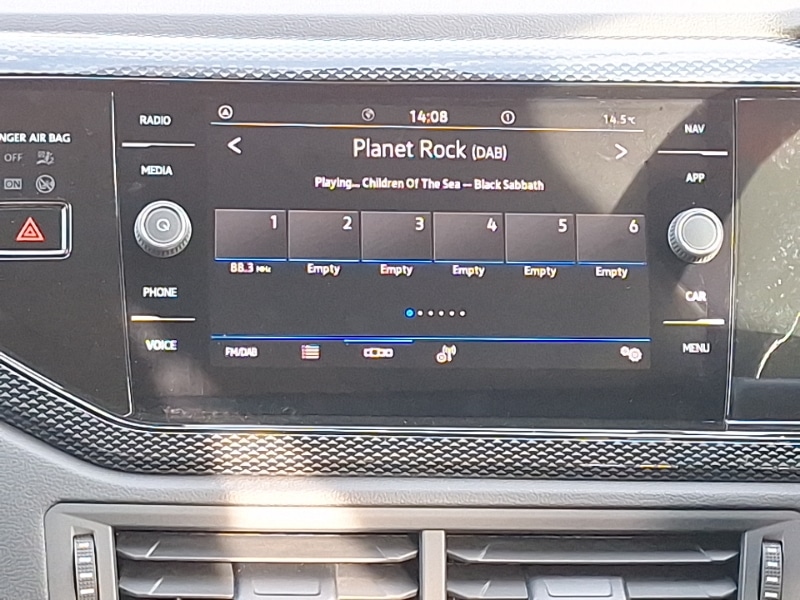 RADIO
14:08
14.5°C
NAV
NGER AIR BAG
OFF
ON
MEDIA
Planet Rock (DAB)
APP
Playing... Children Of The Sea – Black Sabbath
1 2 3 4 5 6
88.3 MHz Empty Empty Empty Empty Empty
PHONE
CAR
VOICE
FM/DAB
MENU